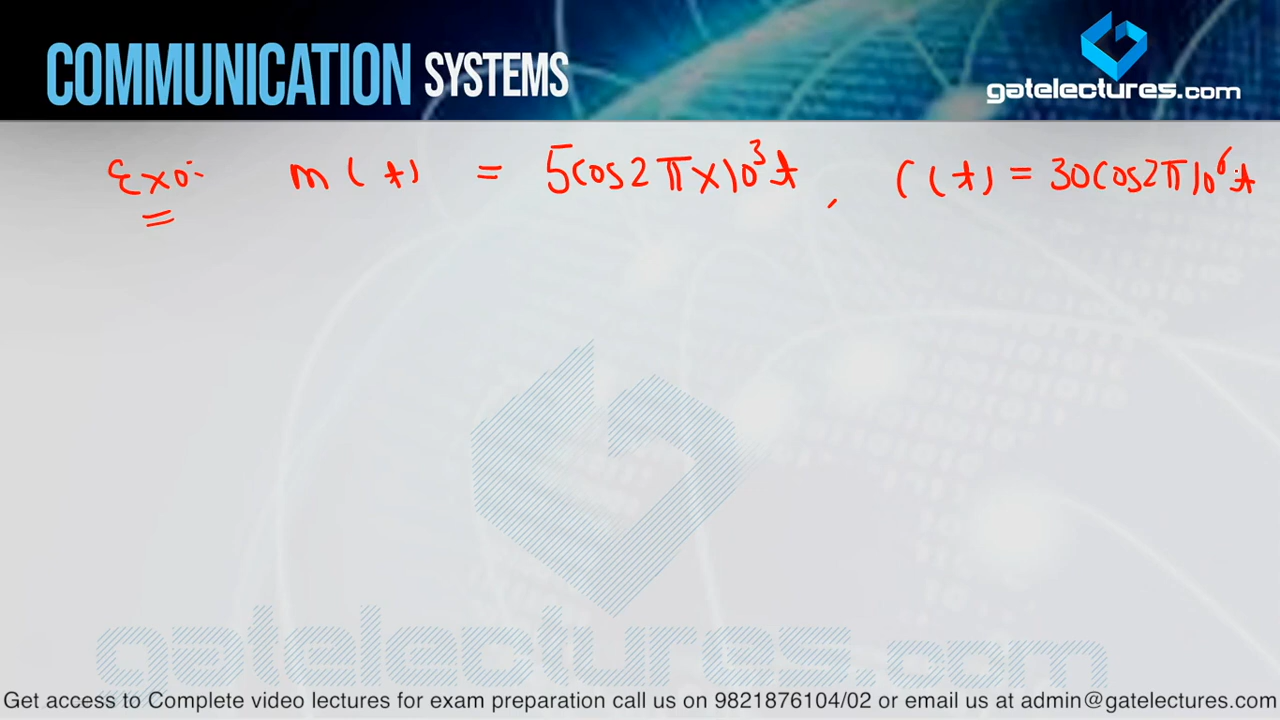 COMMUNICATION SYSTEMS
gatelectures.com
Ex: m(t) = 5cos2π×10³t, c(t) = 30cos2π10⁶t
gatelectures.com
Get access to Complete video lectures for exam preparation call us on 9821876104/02 or email us at admin@gatelectures.com